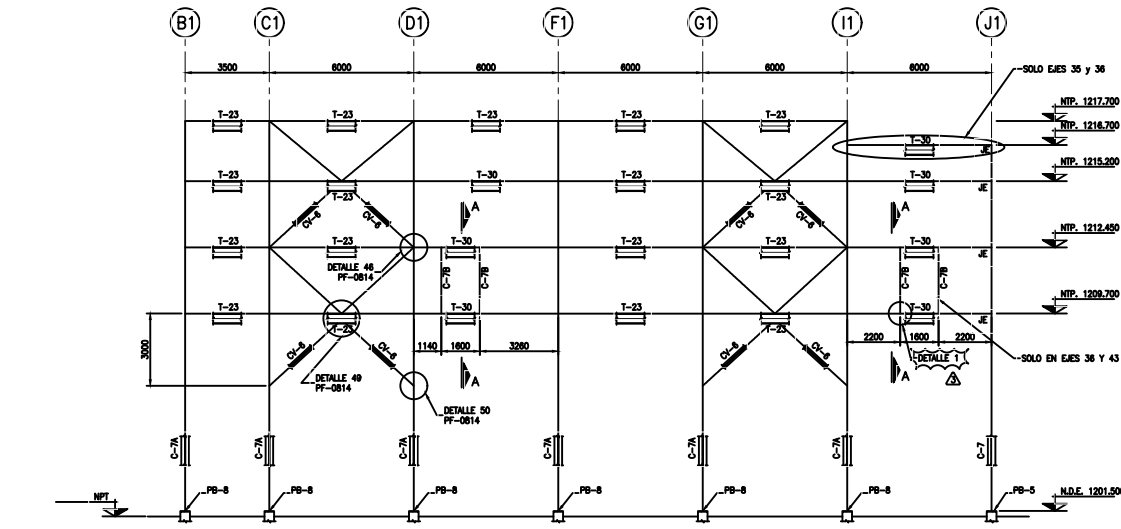 B1 C1 D1 F1 G1 I1 J1
3500 6000 6000 6000 6000 6000
SOLO EJES 35 y 36
T-23 T-23 T-23 T-23 T-23
NTP. 1217.700
NTP. 1216.700
T-30
JE
NTP. 1215.200
T-23 T-23 T-30 T-23 T-23 T-30
JE
CV-6 CV-6 A CV-6 CV-6 A
NTP. 1212.450
T-23 T-23 T-30 T-23 T-23 T-30
JE
DETALLE 46
PF-0814
C-7B C-7B C-7B C-7B
NTP. 1209.700
T-23 T-23 T-30 T-23 T-23 T-30
JE
3000
CV-6 CV-6 CV-6 CV-6
1140 1600 3260
2200 1600 2200
DETALLE 49
PF-0814
A
DETALLE 1
A
3
SOLO EN EJES 36 Y 43
DETALLE 50
PF-0814
C-7A C-7A C-7A C-7A C-7A C-7A C-7
NPT
PB-8 PB-8 PB-8 PB-8 PB-8 PB-8 PB-5
N.D.E. 1201.500